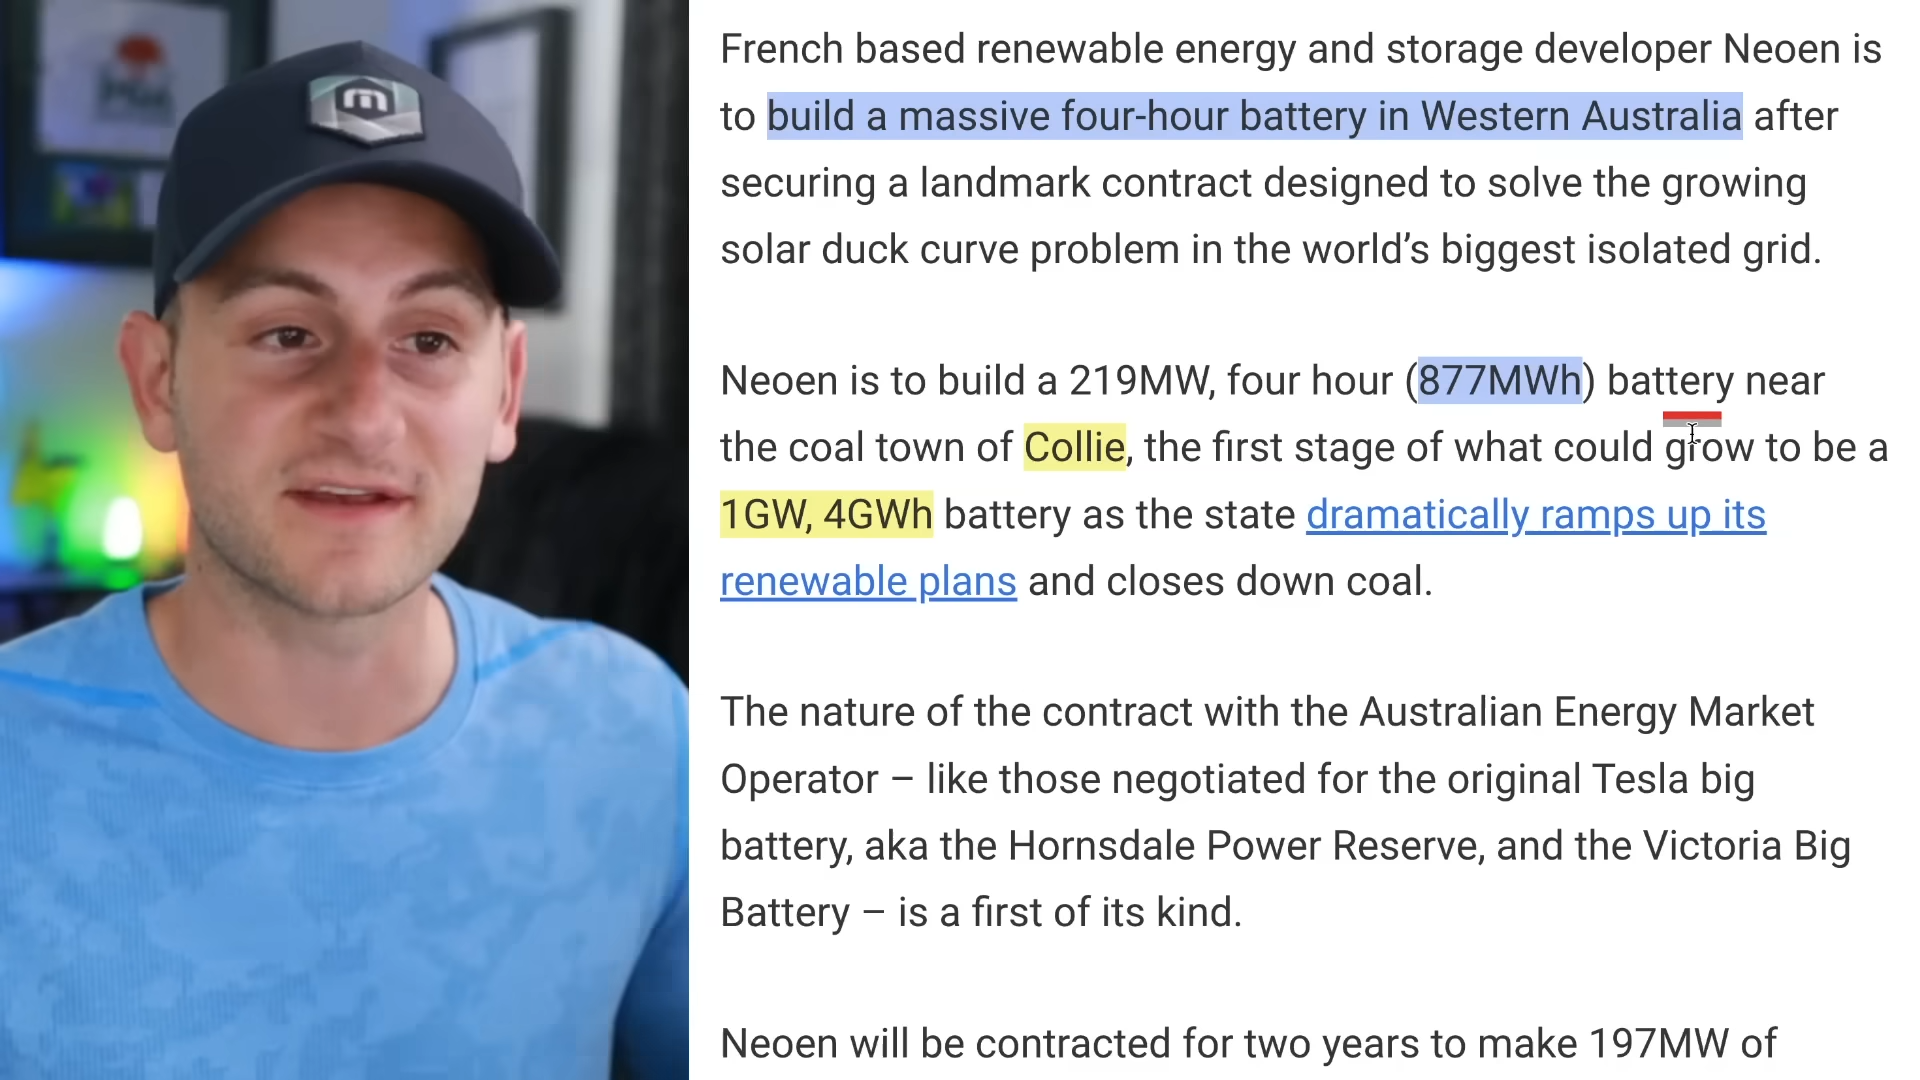 French based renewable energy and storage developer Neoen is
to build a massive four-hour battery in Western Australia after
securing a landmark contract designed to solve the growing
solar duck curve problem in the world’s biggest isolated grid.
Neoen is to build a 219MW, four hour (877MWh) battery near
the coal town of Collie, the first stage of what could grow to be a
1GW, 4GWh battery as the state dramatically ramps up its
renewable plans and closes down coal.
The nature of the contract with the Australian Energy Market
Operator – like those negotiated for the original Tesla big
battery, aka the Hornsdale Power Reserve, and the Victoria Big
Battery – is a first of its kind.
Neoen will be contracted for two years to make 197MW of